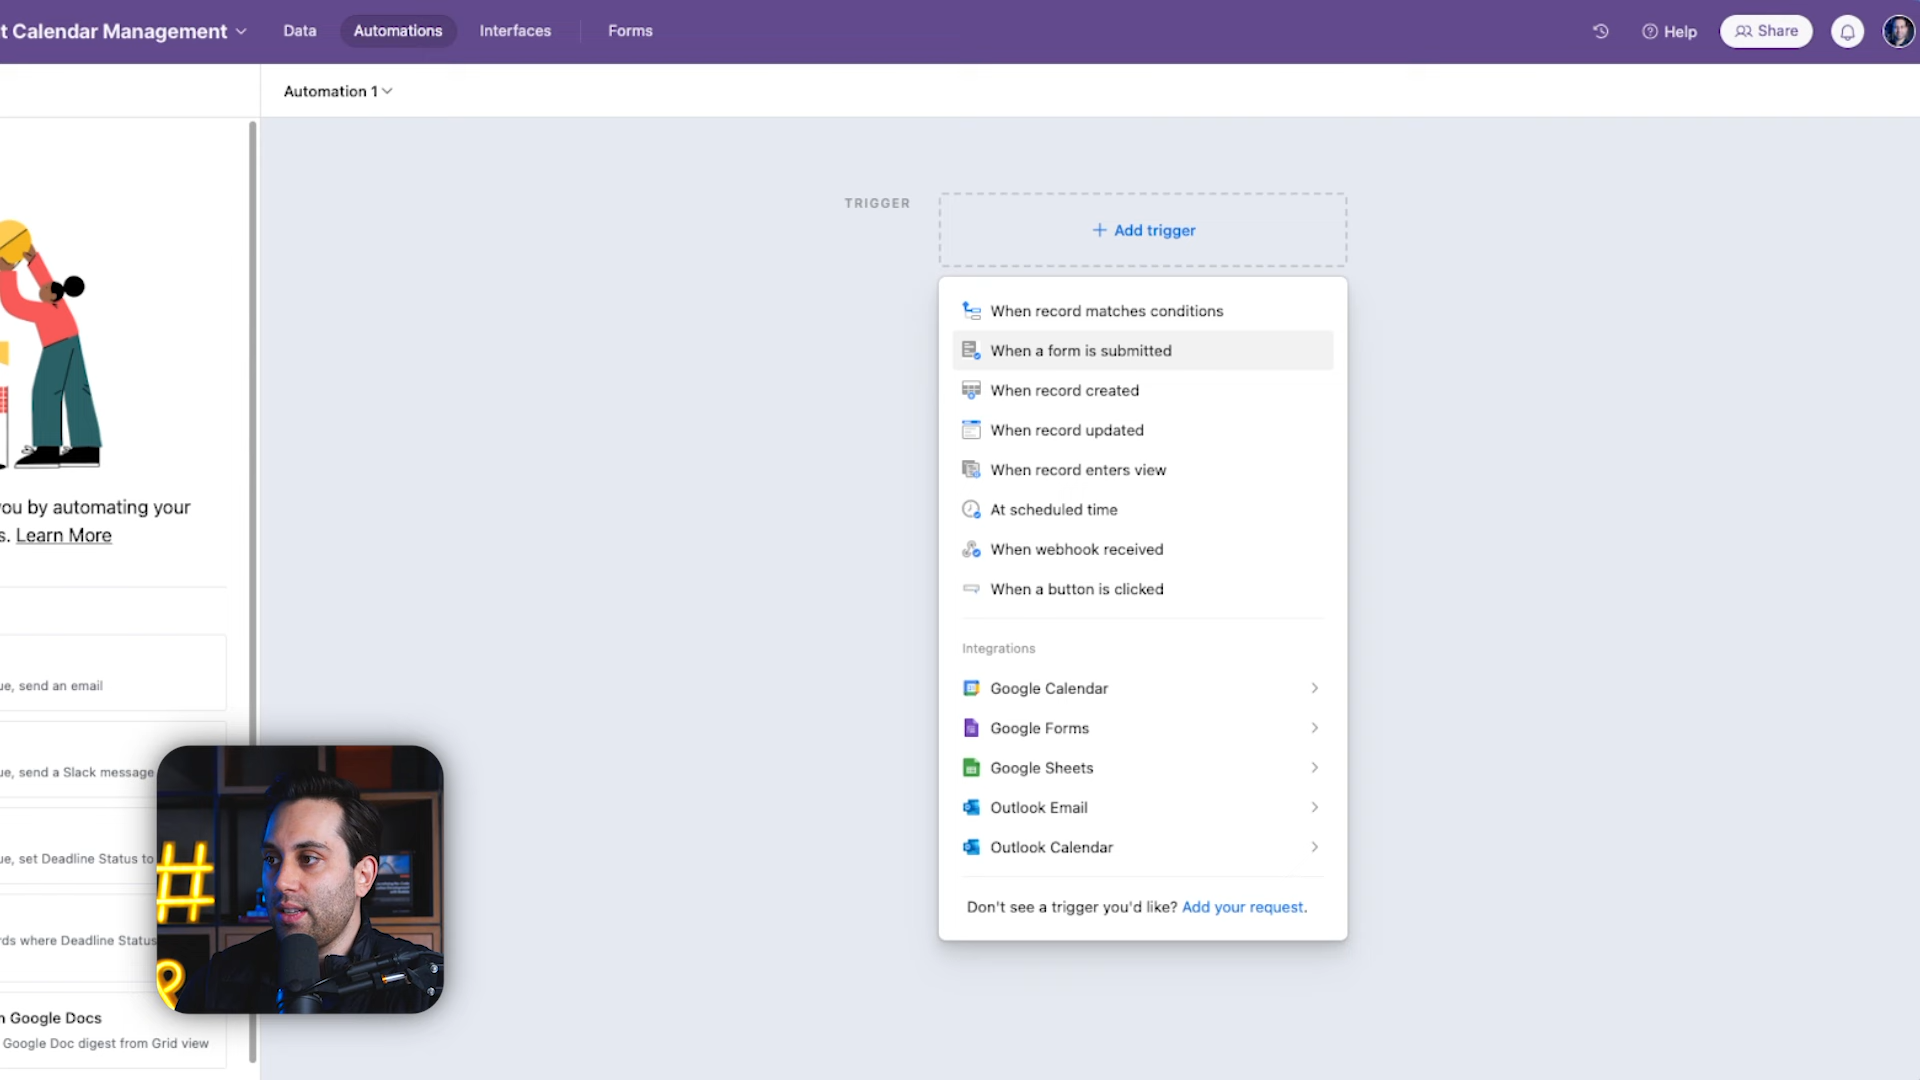 t Calendar Management
Data
Automations
Interfaces
Forms
Help
Share
Automation 1
TRIGGER
+ Add trigger
When record matches conditions
When a form is submitted
When record created
When record updated
When record enters view
At scheduled time
When webhook received
When a button is clicked
Integrations
Google Calendar
Google Forms
Google Sheets
Outlook Email
Outlook Calendar
Don't see a trigger you'd like? Add your request.
ou by automating your
s. Learn More
ue, send an email
ue, send a Slack message
ue, set Deadline Status to
rds where Deadline Status
n Google Docs
Google Doc digest from Grid view
#